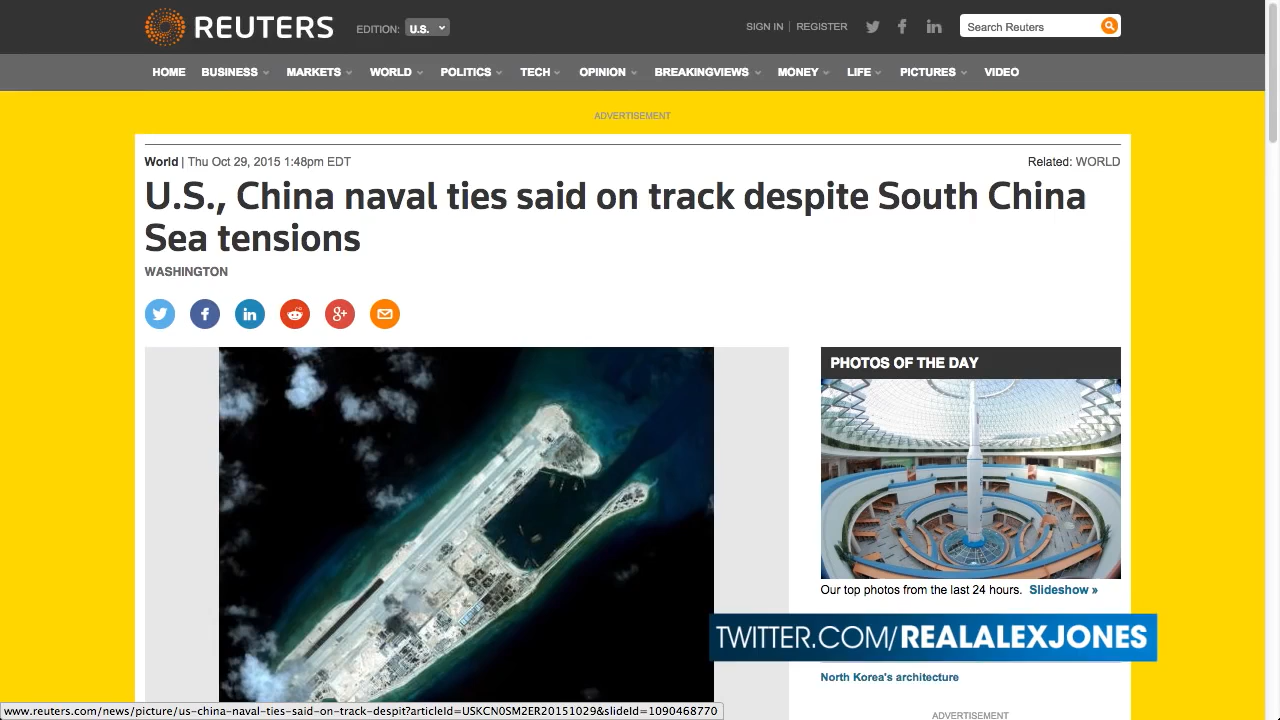 REUTERS
EDITION:
U.S.
SIGN IN | REGISTER
Search Reuters
HOME BUSINESS MARKETS WORLD POLITICS TECH OPINION BREAKINGVIEWS MONEY LIFE PICTURES VIDEO
ADVERTISEMENT
World | Thu Oct 29, 2015 1:48pm EDT
Related: WORLD
U.S., China naval ties said on track despite South China
Sea tensions
WASHINGTON
PHOTOS OF THE DAY
Our top photos from the last 24 hours. Slideshow »
TWITTER.COM/REALALEXJONES
North Korea's architecture
www.reuters.com/news/picture/us-china-naval-ties-said-on-track-despit?articleId=USKCN0SM2ER20151029&slideId=1090468770
ADVERTISEMENT